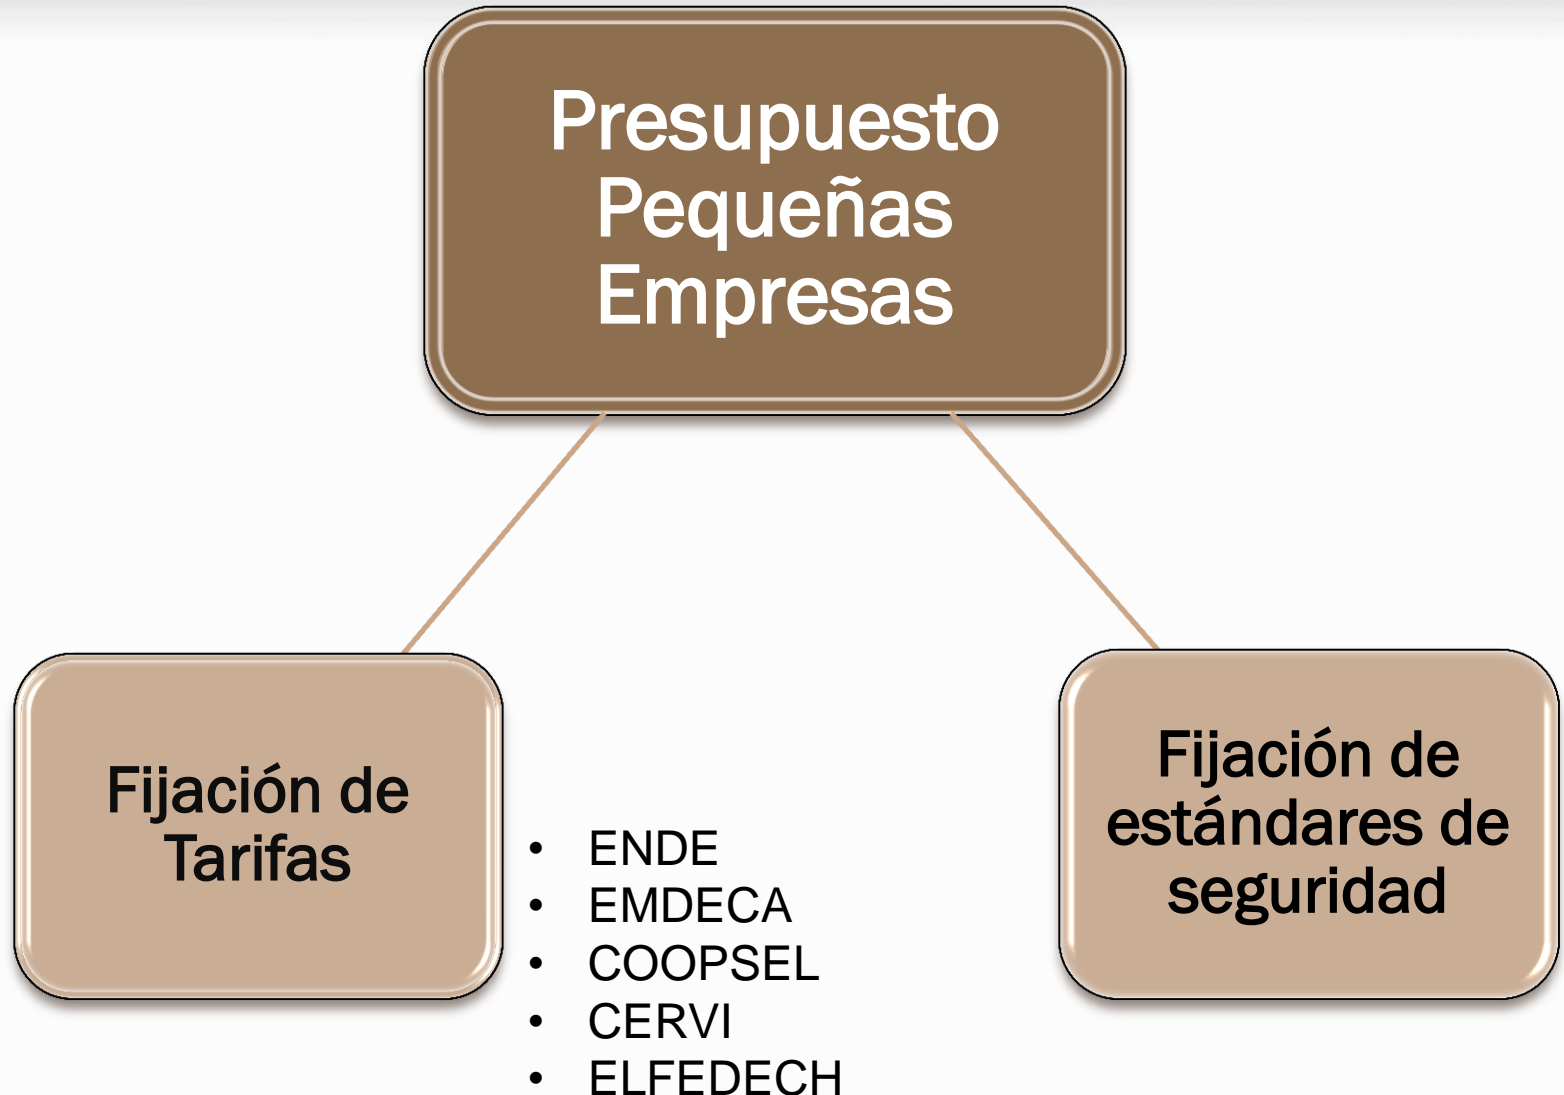 Presupuesto
Pequeñas
Empresas
Fijación de
Tarifas
• ENDE
• EMDECA
• COOPSEL
• CERVI
• ELFEDECH
Fijación de
estándares de
seguridad